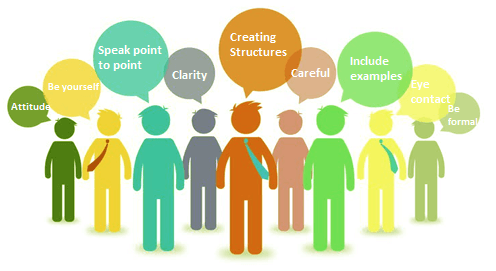 Attitude
Be yourself
Speak point
to point
Clarity
Creating
Structures
Careful
Include
examples
Eye
contact
Be
formal